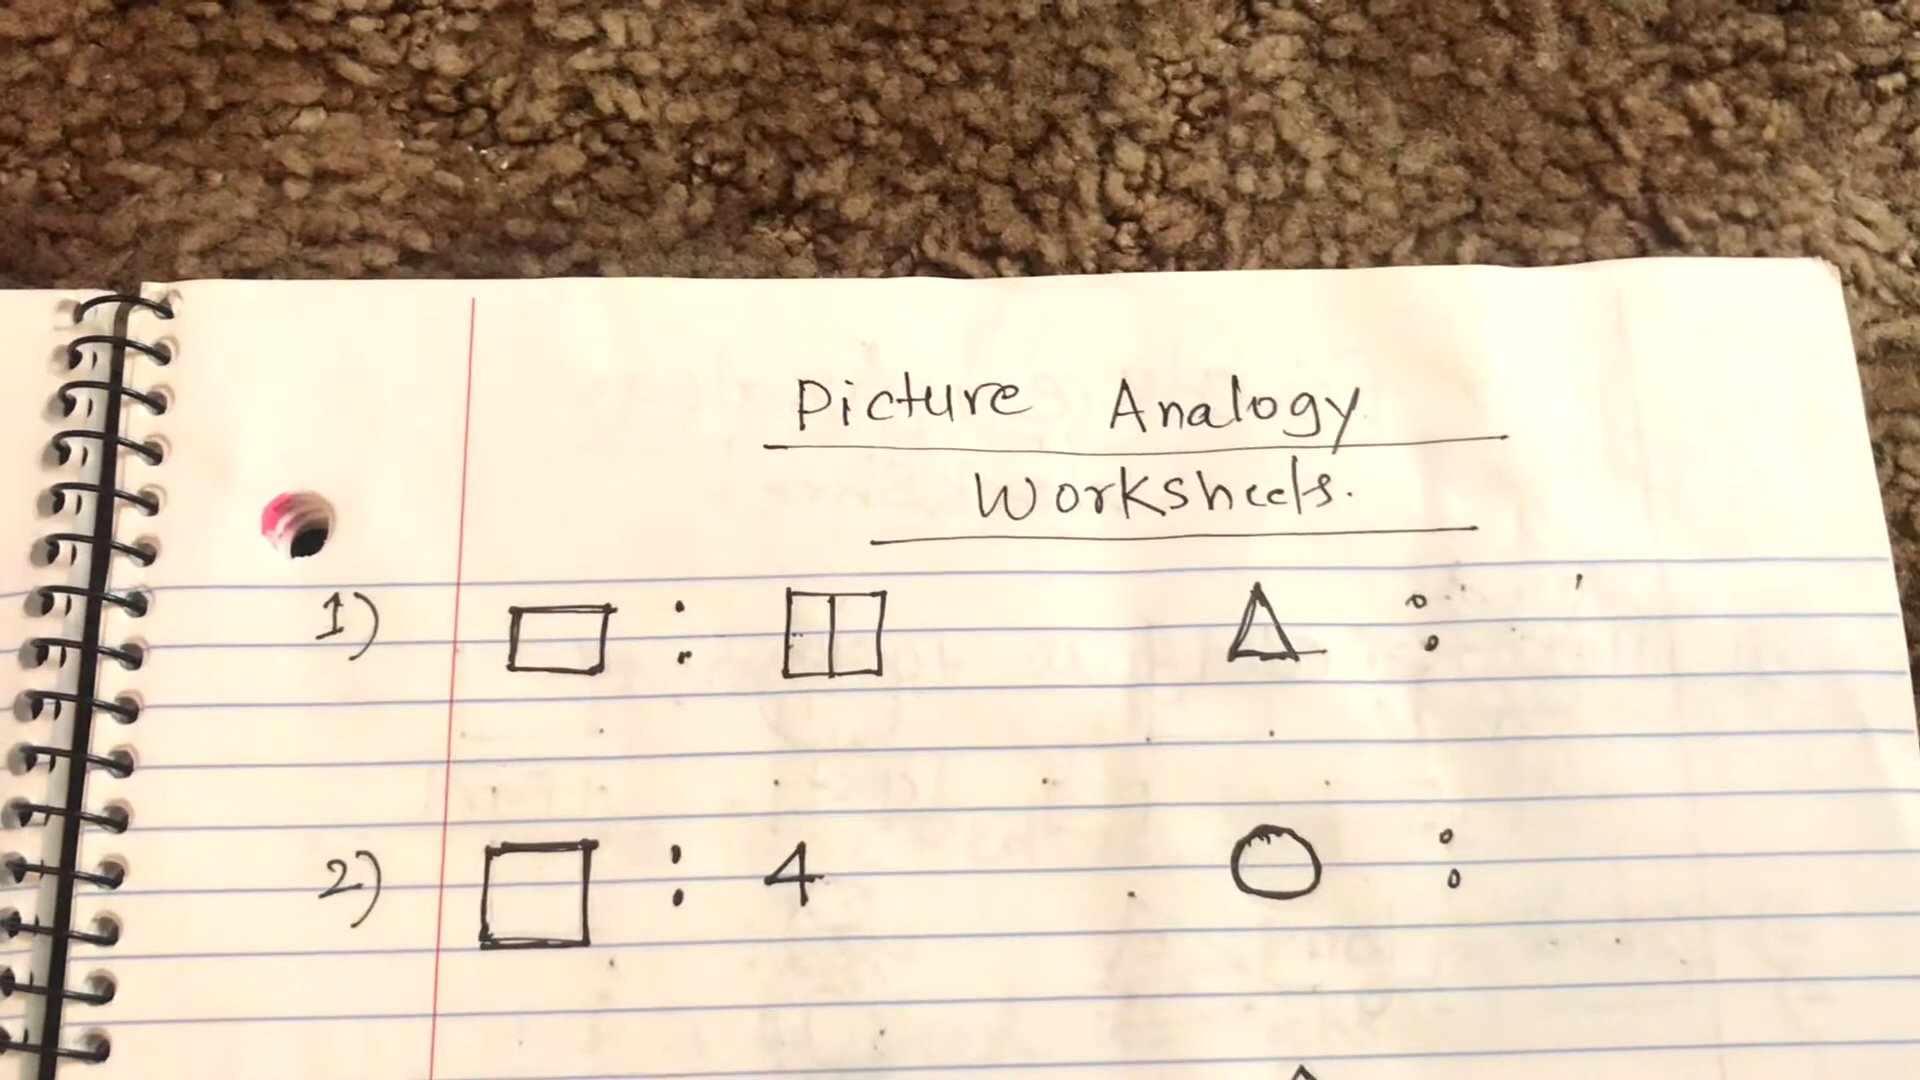 Picture Analogy
Worksheets.
1) : :
2) : 4 :